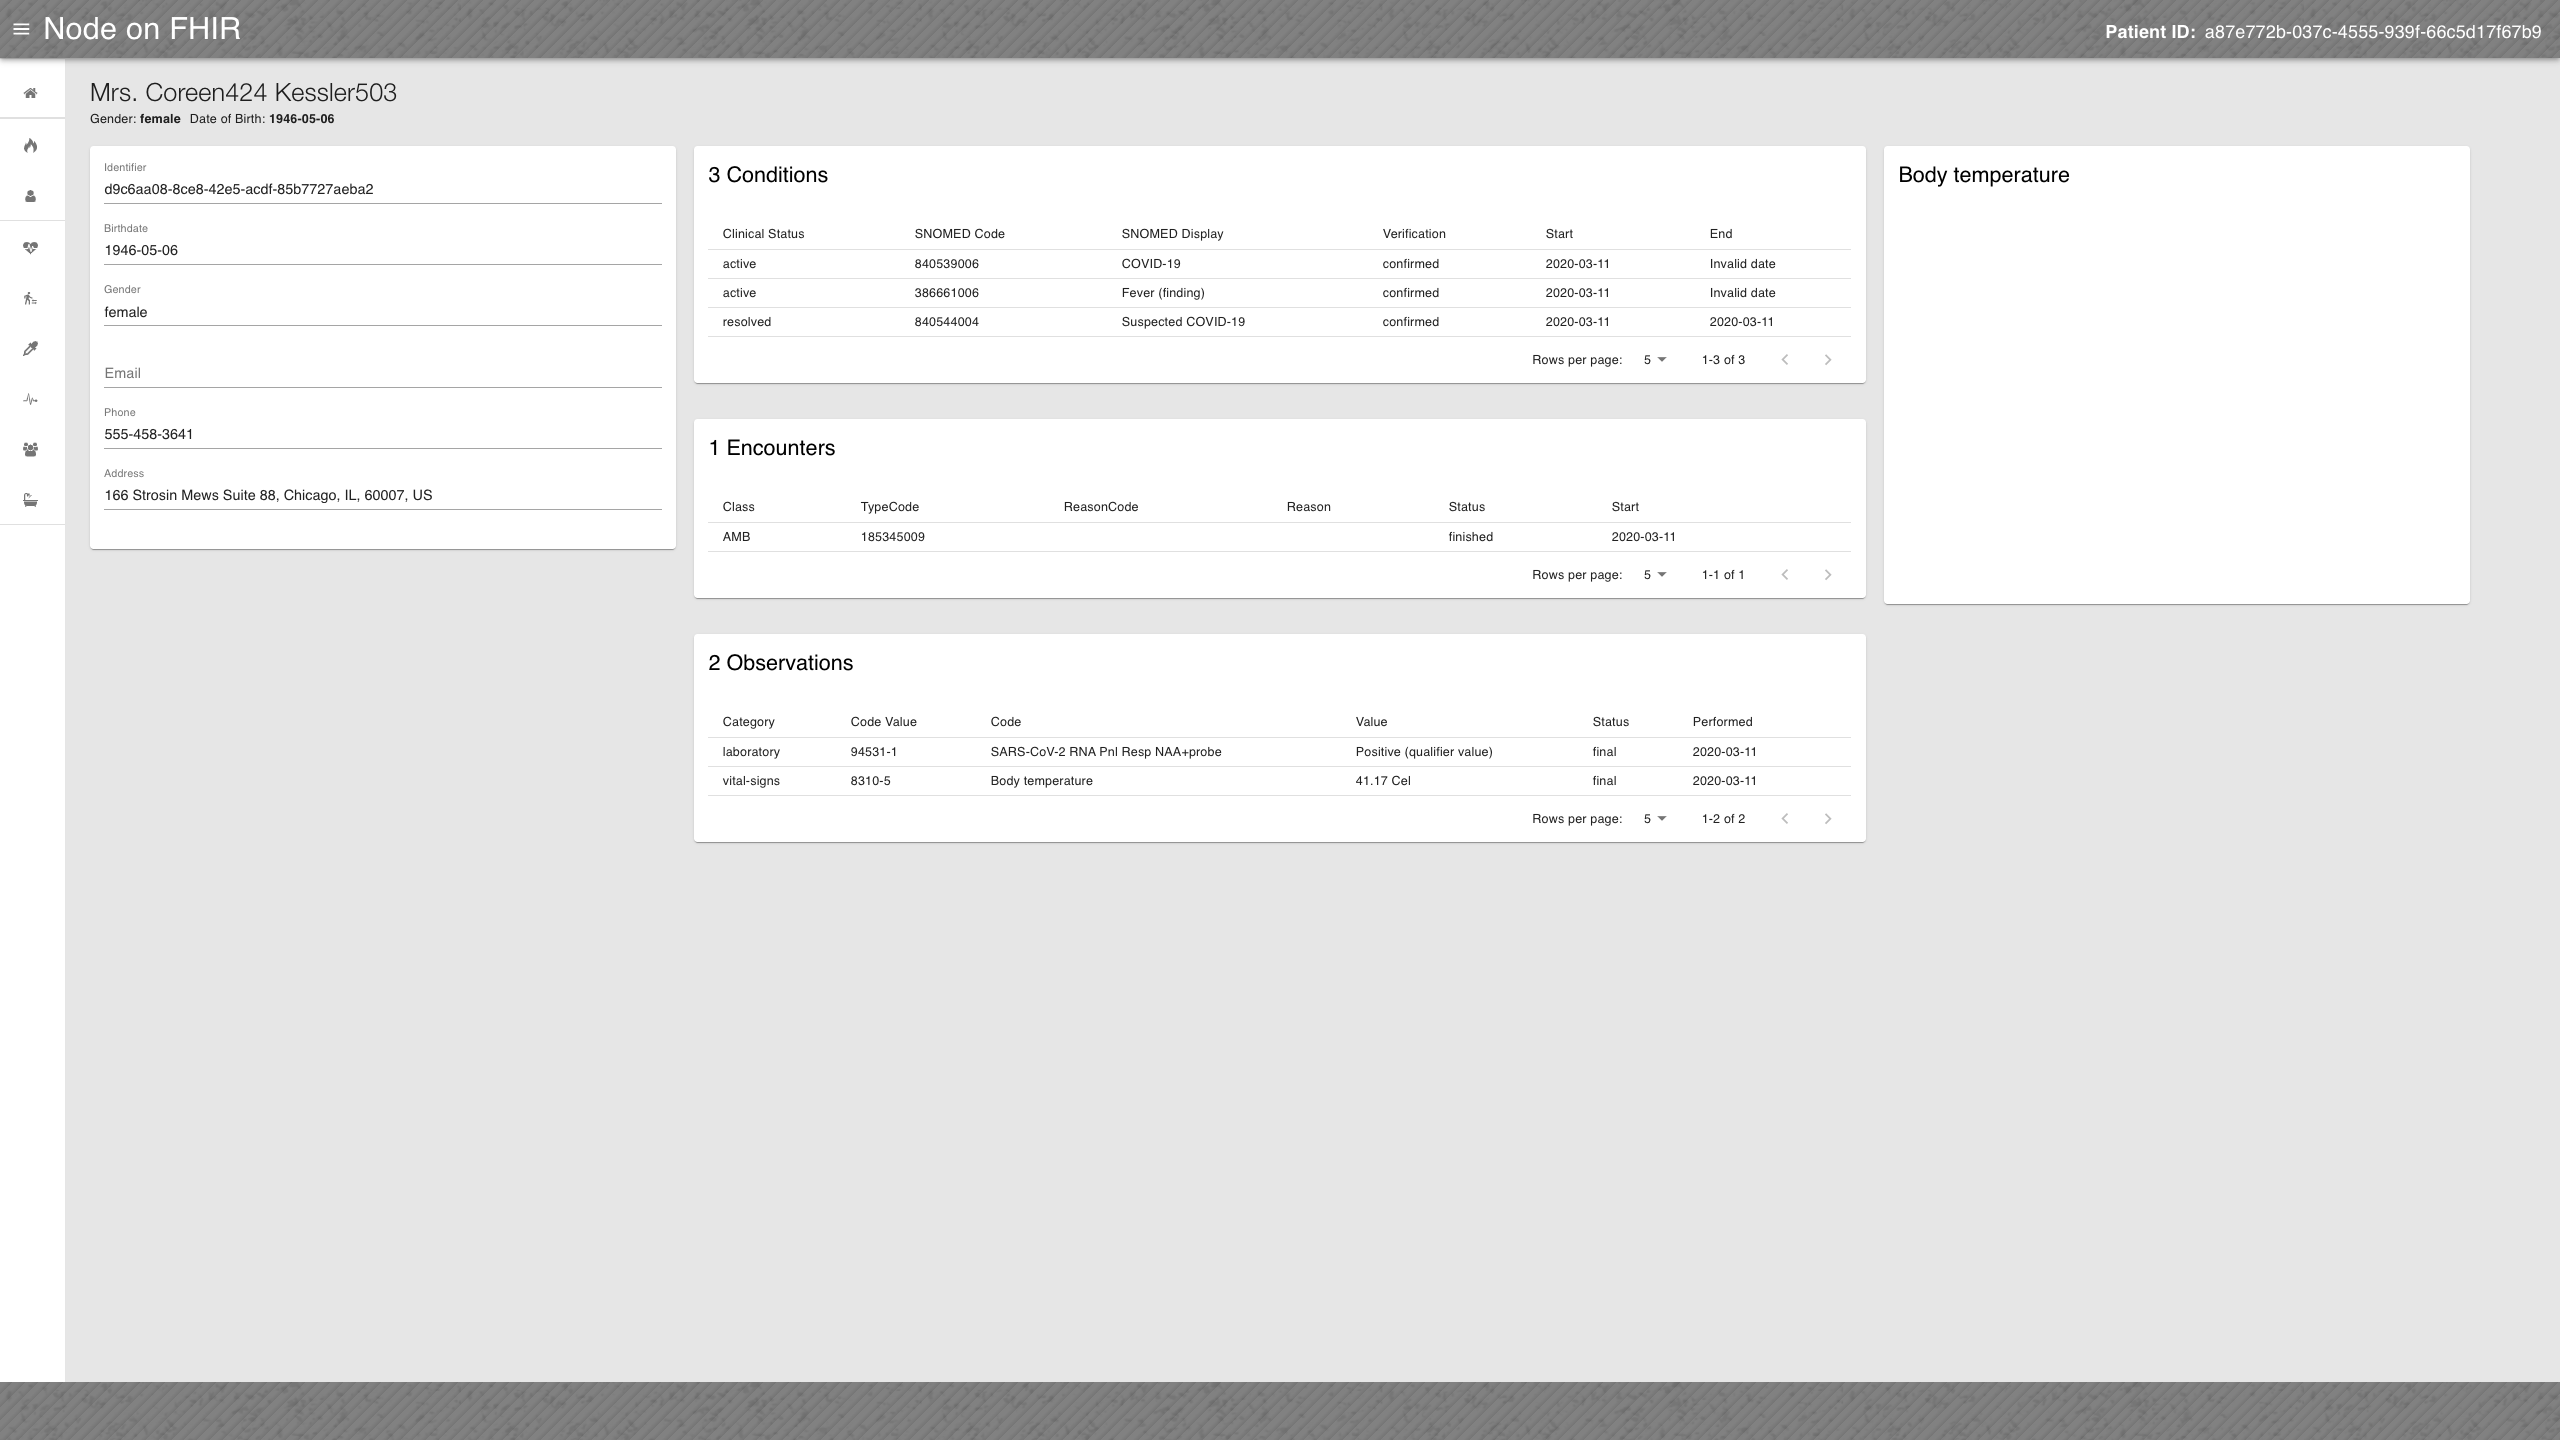 Node on FHIR
Patient ID: a87e772b-037c-4555-939f-66c5d17f67b9
Mrs. Coreen424 Kessler503
Gender: female Date of Birth: 1946-05-06
Identifier
d9c6aa08-8ce8-42e5-acdf-85b7727aeba2
Birthdate
1946-05-06
Gender
female
Email
Phone
555-458-3641
Address
166 Strosin Mews Suite 88, Chicago, IL, 60007, US
3 Conditions
Clinical Status SNOMED Code SNOMED Display Verification Start End
active 840539006 COVID-19 confirmed 2020-03-11 Invalid date
active 386661006 Fever (finding) confirmed 2020-03-11 Invalid date
resolved 840544004 Suspected COVID-19 confirmed 2020-03-11 2020-03-11
Rows per page: 5 1-3 of 3
1 Encounters
Class TypeCode ReasonCode Reason Status Start
AMB 185345009 finished 2020-03-11
Rows per page: 5 1-1 of 1
2 Observations
Category Code Value Code Value Status Performed
laboratory 94531-1 SARS-CoV-2 RNA Pnl Resp NAA+probe Positive (qualifier value) final 2020-03-11
vital-signs 8310-5 Body temperature 41.17 Cel final 2020-03-11
Rows per page: 5 1-2 of 2
Body temperature